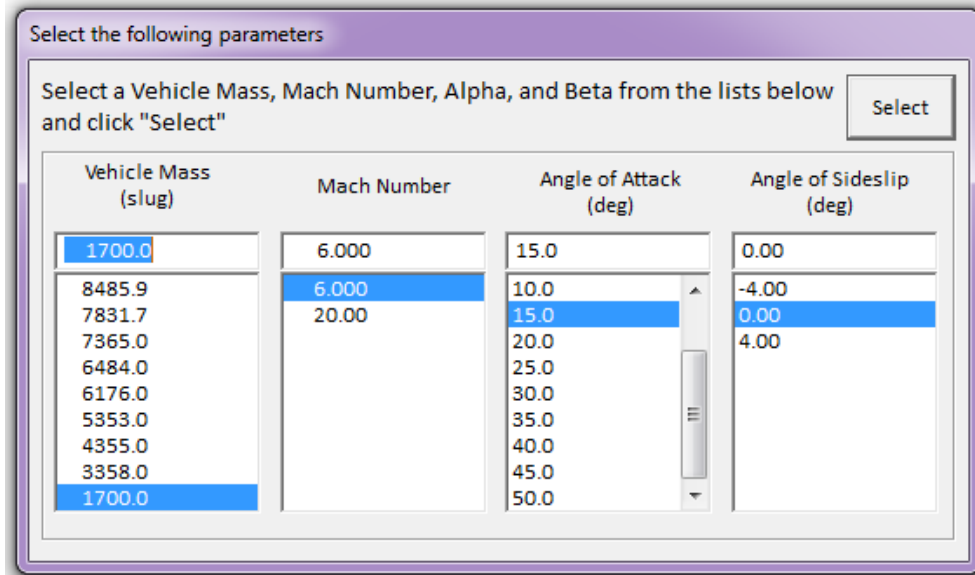 Select the following parameters
Select a Vehicle Mass, Mach Number, Alpha, and Beta from the lists below
and click "Select"
Select
Vehicle Mass
(slug)
Mach Number
Angle of Attack
(deg)
Angle of Sideslip
(deg)
1700.0
6.000
15.0
0.00
8485.9
7831.7
7365.0
6484.0
6176.0
5353.0
4355.0
3358.0
1700.0
6.000
20.00
10.0
15.0
20.0
25.0
30.0
35.0
40.0
45.0
50.0
-4.00
0.00
4.00